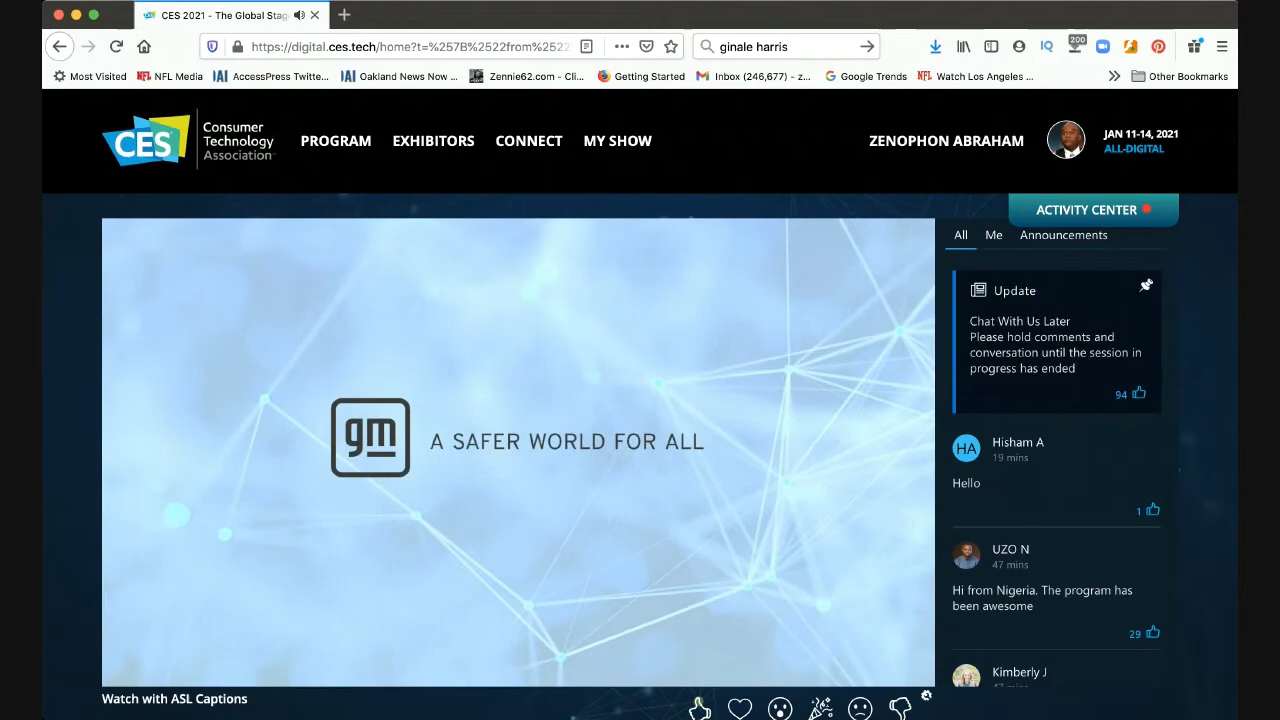 CES 2021 - The Global Stag
https://digital.ces.tech/home?t=%257B%2522from%2522
ginale harris
200
IQ
Most Visited
NFL Media
AccessPress Twitte...
Oakland News Now ...
Zennie62.com - Cli...
Getting Started
Inbox (246,677) - z...
Google Trends
Watch Los Angeles ...
Other Bookmarks
CES
Consumer
Technology
Association
PROGRAM
EXHIBITORS
CONNECT
MY SHOW
ZENOPHON ABRAHAM
JAN 11-14, 2021
ALL-DIGITAL
ACTIVITY CENTER
All
Me
Announcements
gm
A SAFER WORLD FOR ALL
Update
Chat With Us Later
Please hold comments and
conversation until the session in
progress has ended
94
HA
Hisham A
19 mins
Hello
1
UZO N
47 mins
Hi from Nigeria. The program has
been awesome
29
Kimberly J
Watch with ASL Captions